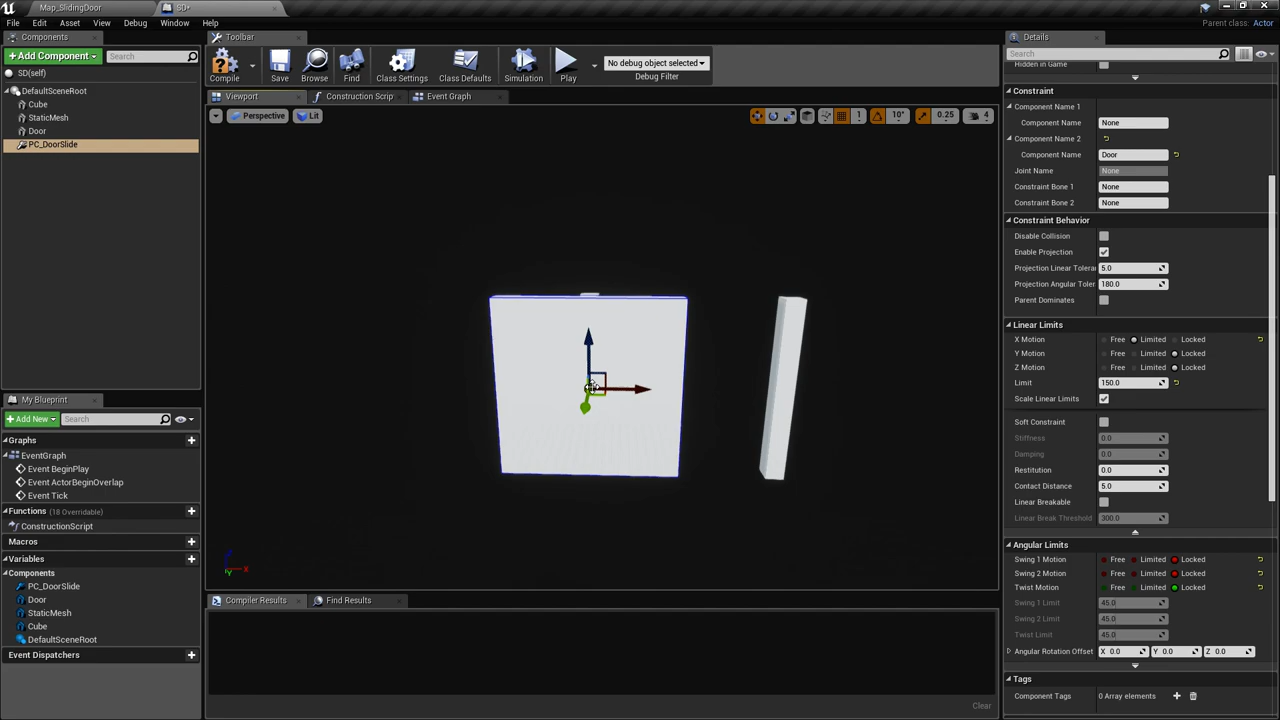 Map_SlidingDoor
SD*
File Edit Asset View Debug Window Help
Parent class: Actor
Components
Add Component
Search
SD(self)
DefaultSceneRoot
Cube
StaticMesh
Door
PC_DoorSlide
Toolbar
Compile
Save
Browse
Find
Class Settings
Class Defaults
Simulation
Play
No debug object selected
Debug Filter
Viewport
Construction Scrip
Event Graph
Perspective
Lit
1
10°
0.25
4
X
Y
My Blueprint
Add New
Search
Graphs
EventGraph
Event BeginPlay
Event ActorBeginOverlap
Event Tick
Functions (18 Overridable)
ConstructionScript
Macros
Variables
Components
PC_DoorSlide
Door
StaticMesh
Cube
DefaultSceneRoot
Event Dispatchers
Compiler Results
Find Results
Clear
Details
Search
Hidden in Game
Constraint
Component Name 1
Component Name None
Component Name 2
Component Name Door
Joint Name None
Constraint Bone 1 None
Constraint Bone 2 None
Constraint Behavior
Disable Collision
Enable Projection
Projection Linear Toleran 5.0
Projection Angular Toler 180.0
Parent Dominates
Linear Limits
X Motion Free Limited Locked
Y Motion Free Limited Locked
Z Motion Free Limited Locked
Limit 150.0
Scale Linear Limits
Soft Constraint
Stiffness 0.0
Damping 0.0
Restitution 0.0
Contact Distance 5.0
Linear Breakable
Linear Break Threshold 300.0
Angular Limits
Swing 1 Motion Free Limited Locked
Swing 2 Motion Free Limited Locked
Twist Motion Free Limited Locked
Swing 1 Limit 45.0
Swing 2 Limit 45.0
Twist Limit 45.0
Angular Rotation Offset X 0.0 Y 0.0 Z 0.0
Tags
Component Tags 0 Array elements